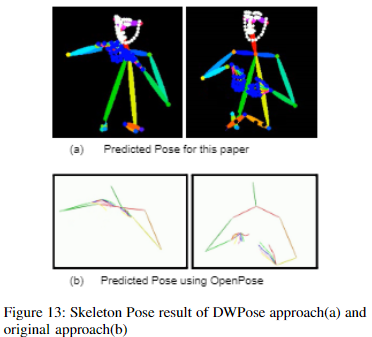 (a) Predicted Pose for this paper
(b) Predicted Pose using OpenPose
Figure 13: Skeleton Pose result of DWPose approach(a) and
original approach(b)